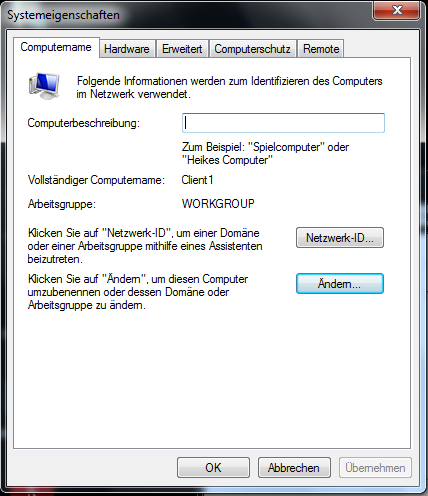 Systemeigenschaften
Computername Hardware Erweitert Computerschutz Remote
Folgende Informationen werden zum Identifizieren des Computers
im Netzwerk verwendet.
Computerbeschreibung:
Zum Beispiel: "Spielcomputer" oder
"Heikes Computer"
Vollständiger Computername: Client1
Arbeitsgruppe: WORKGROUP
Klicken Sie auf "Netzwerk-ID", um einer Domäne
oder einer Arbeitsgruppe mithilfe eines Assistenten
beizutreten.
Netzwerk-ID...
Klicken Sie auf "Ändern", um diesen Computer
umzubenennen oder dessen Domäne oder
Arbeitsgruppe zu ändern.
Ändern...
OK Abbrechen Übernehmen